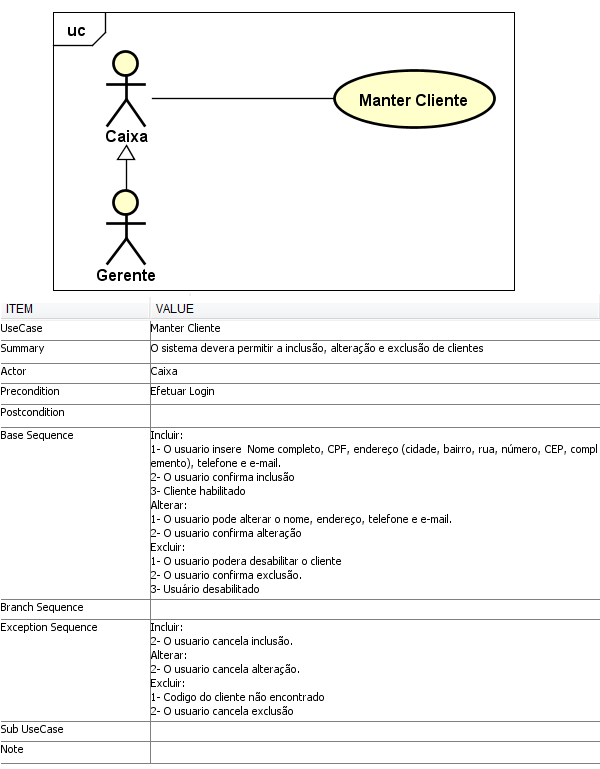 uc
Manter Cliente
Caixa
Gerente
ITEM VALUE
UseCase Manter Cliente
Summary O sistema devera permitir a inclusão, alteração e exclusão de clientes
Actor Caixa
Precondition Efetuar Login
Postcondition
Base Sequence Incluir:
1- O usuario insere  Nome completo, CPF, endereço (cidade, bairro, rua, número, CEP, compl
emento), telefone e e-mail.
2- O usuario confirma inclusão
3- Cliente habilitado
Alterar:
1- O usuario pode alterar o nome, endereço, telefone e e-mail.
2- O usuario confirma alteração
Excluir:
1- O usuario podera desabilitar o cliente
2- O usuario confirma exclusão.
3- Usuário desabilitado
Branch Sequence
Exception Sequence Incluir:
2- O usuario cancela inclusão.
Alterar:
2- O usuario cancela alteração.
Excluir:
1- Codigo do cliente não encontrado
2- O usuario cancela exclusão
Sub UseCase
Note